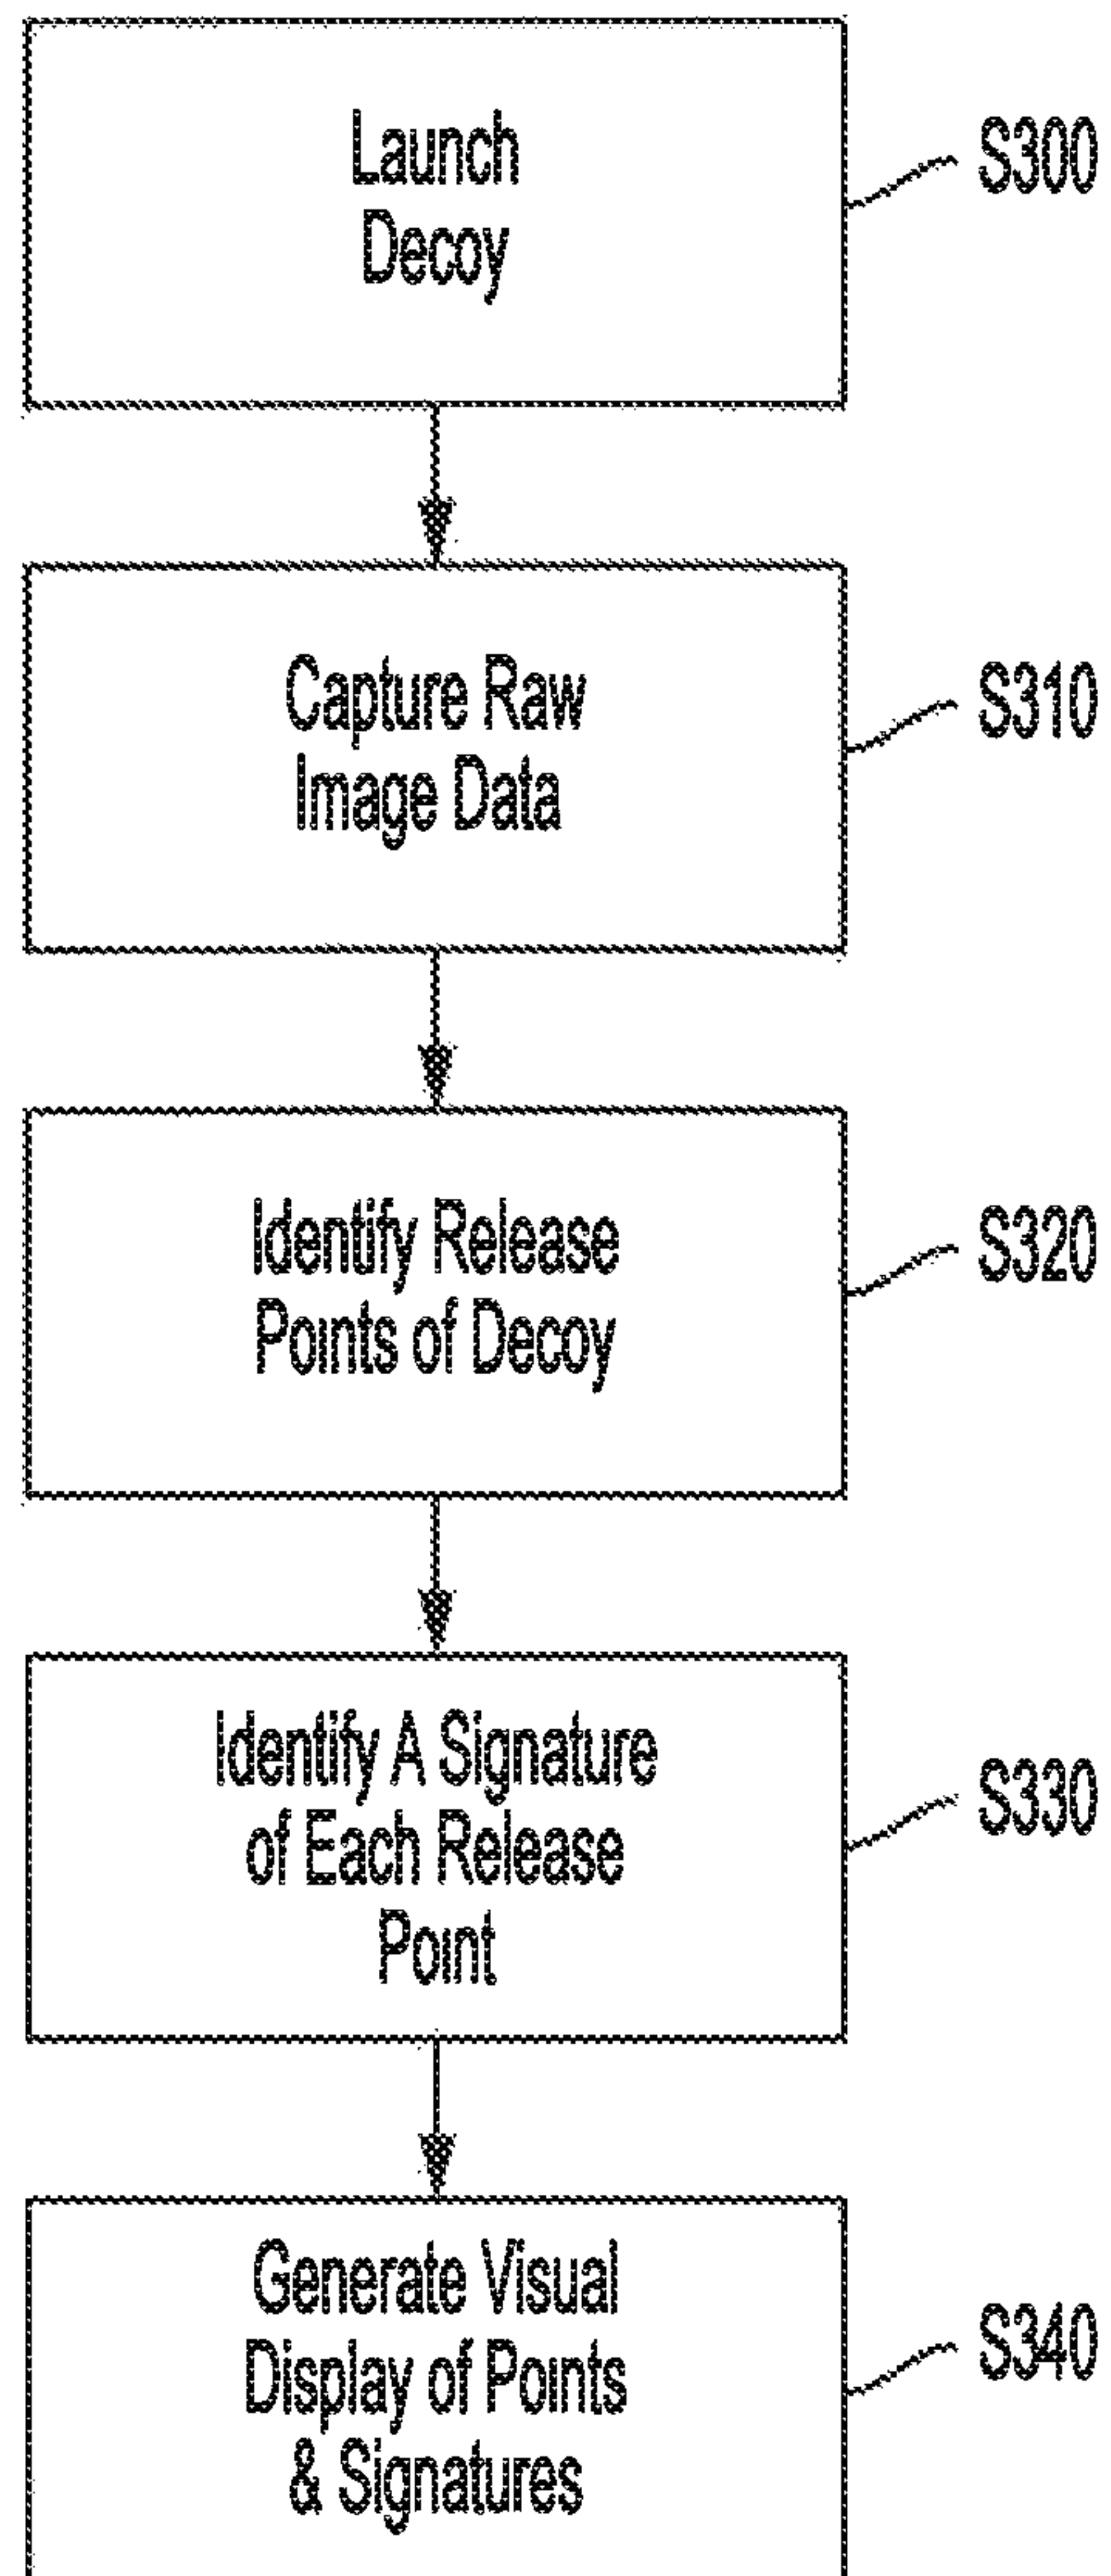 Launch
Decoy
S300
Capture Raw
Image Data
S310
Identify Release
Points of Decoy
S320
Identify A Signature
of Each Release
Point
S330
Generate Visual
Display of Points
& Signatures
S340